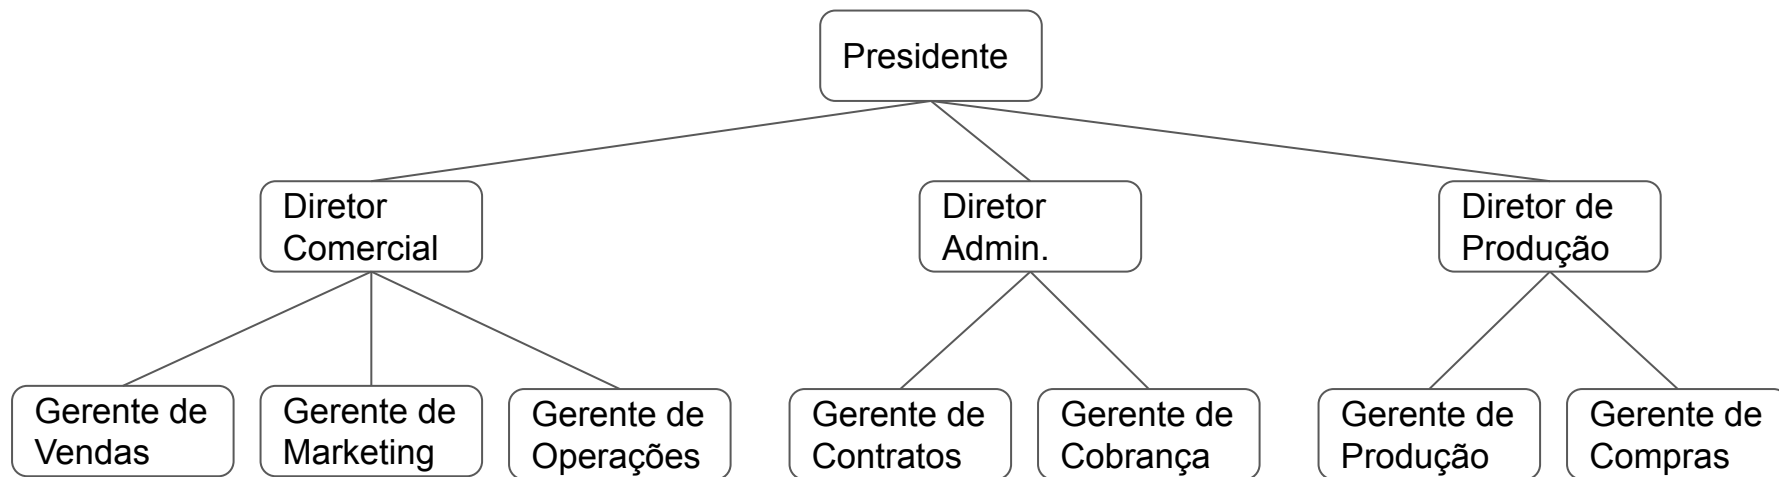 Presidente
Diretor
Comercial
Diretor
Admin.
Diretor de
Produção
Gerente de
Vendas
Gerente de
Marketing
Gerente de
Operações
Gerente de
Contratos
Gerente de
Cobrança
Gerente de
Produção
Gerente de
Compras